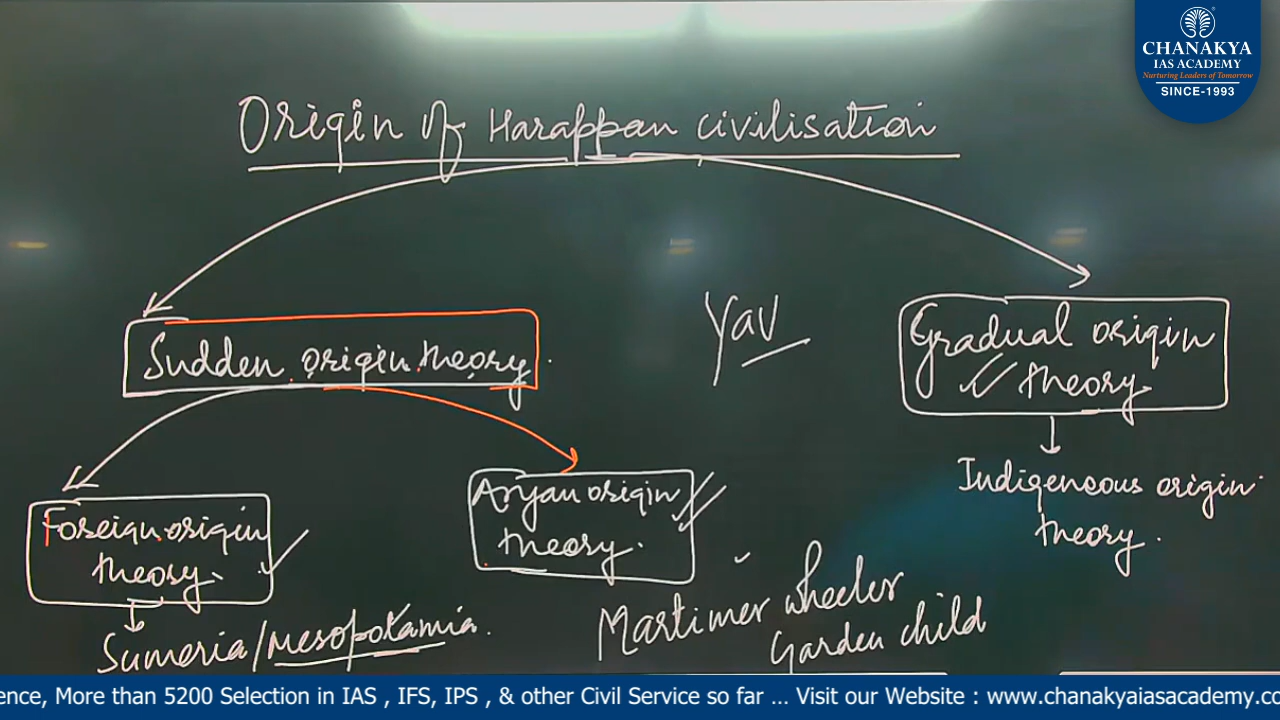 CHANAKYA
IAS ACADEMY
Nurturing Leaders of Tomorrow
SINCE-1993
Origin of Harappan civilisation
Sudden origin theory.
Yav
Gradual origin
theory.
Indigeneous origin
theory.
Foreign origin
theory.
Aryan origin
theory.
Sumeria/Mesopotamia.
Martimer wheeler
Garden child
ence, More than 5200 Selection in IAS , IFS, IPS , & other Civil Service so far ... Visit our Website : www.chanakyaiasacademy.co